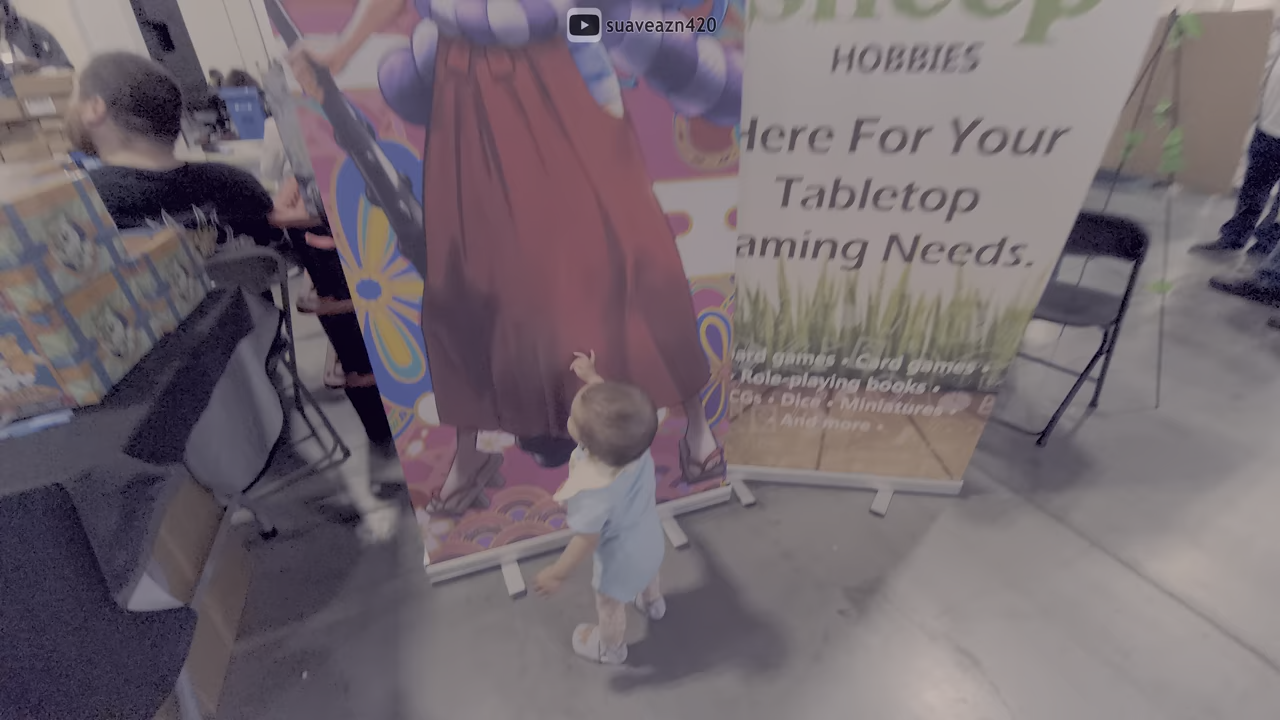 suaveazn420
sheep
HOBBIES
Here For Your
Tabletop
aming Needs.
ard games • Card games •
• Role-playing books •
CGs • Dice • Miniatures
And more •